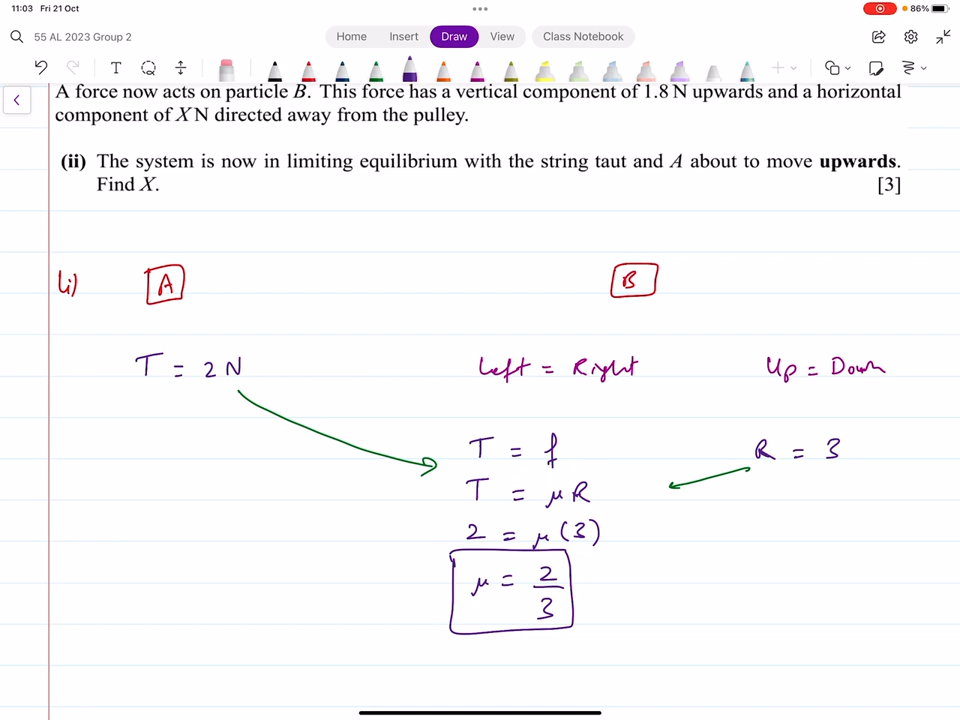 11:03 Fri 21 Oct
86%
55 AL 2023 Group 2
Home Insert Draw View Class Notebook
T
A force now acts on particle B. This force has a vertical component of 1.8 N upwards and a horizontal
component of X N directed away from the pulley.
(ii) The system is now in limiting equilibrium with the string taut and A about to move upwards.
Find X. [3]
(i) A B
T = 2 N Left = Right Up = Down
T = f R = 3
T = μR
2 = μ(3)
μ = 2/3